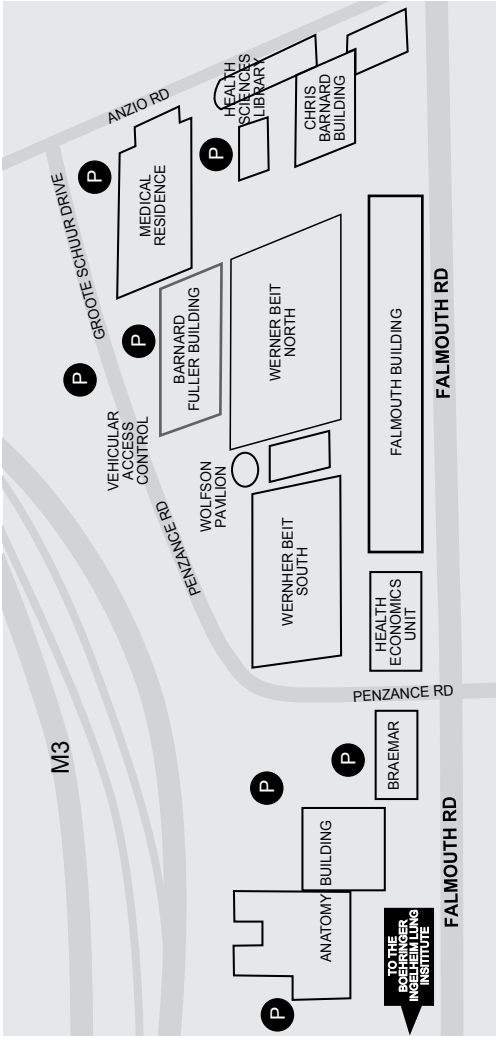 ANZIO RD
HEALTH
SCIENCES
LIBRARY
CHRIS
BARNARD
BUILDING
P
P
MEDICAL
RESIDENCE
GROOTE SCHUUR DRIVE
P
P
BARNARD
FULLER BUILDING
WERNER BEIT
NORTH
FALMOUTH BUILDING
FALMOUTH RD
VEHICULAR
ACCESS
CONTROL
WOLFSON
PAVLION
PENZANCE RD
WERNHER BEIT
SOUTH
HEALTH
ECONOMICS
UNIT
PENZANCE RD
M3
P
P
BRAEMAR
ANATOMY BUILDING
FALMOUTH RD
P
TO THE
BOEHRINGER
INGELHEIM LUNG
INSITITUTE